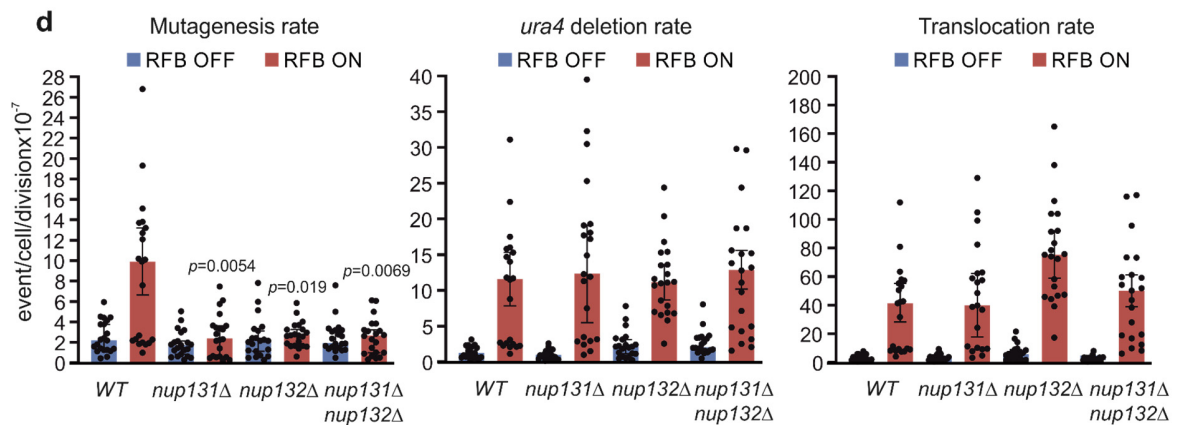 d
Mutagenesis rate
RFB OFF RFB ON
event/cell/divisionx10-7
28
26
24
22
20
18
16
14
12
10
8
6
4
2
0
p=0.0054
p=0.019
p=0.0069
WT nup131Δ nup132Δ nup131Δ
nup132Δ
ura4 deletion rate
RFB OFF RFB ON
40
35
30
25
20
15
10
5
0
WT nup131Δ nup132Δ nup131Δ
nup132Δ
Translocation rate
RFB OFF RFB ON
200
180
160
140
120
100
80
60
40
20
0
WT nup131Δ nup132Δ nup131Δ
nup132Δ